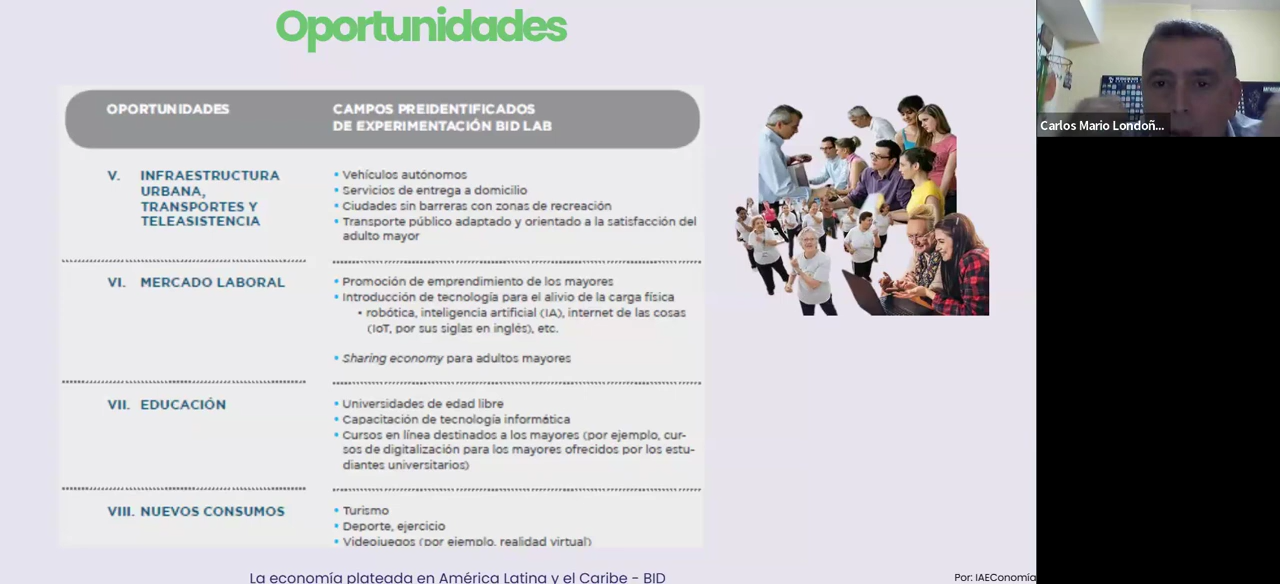 Oportunidades
OPORTUNIDADES
CAMPOS PREIDENTIFICADOS
DE EXPERIMENTACIÓN BID LAB
V. INFRAESTRUCTURA
URBANA,
TRANSPORTES Y
TELEASISTENCIA
• Vehículos autónomos
• Servicios de entrega a domicilio
• Ciudades sin barreras con zonas de recreación
• Transporte público adaptado y orientado a la satisfacción del
adulto mayor
VI. MERCADO LABORAL
• Promoción de emprendimiento de los mayores
• Introducción de tecnología para el alivio de la carga física
• robótica, inteligencia artificial (IA), internet de las cosas
(IoT, por sus siglas en inglés), etc.
• Sharing economy para adultos mayores
VII. EDUCACIÓN
• Universidades de edad libre
• Capacitación de tecnología informática
• Cursos en línea destinados a los mayores (por ejemplo, cur-
sos de digitalización para los mayores ofrecidos por los estu-
diantes universitarios)
VIII. NUEVOS CONSUMOS
• Turismo
• Deporte, ejercicio
• Videojuegos (por ejemplo, realidad virtual)
La economía plateada en América Latina y el Caribe - BID
Por: IAEConomía
Carlos Mario Londoñ...